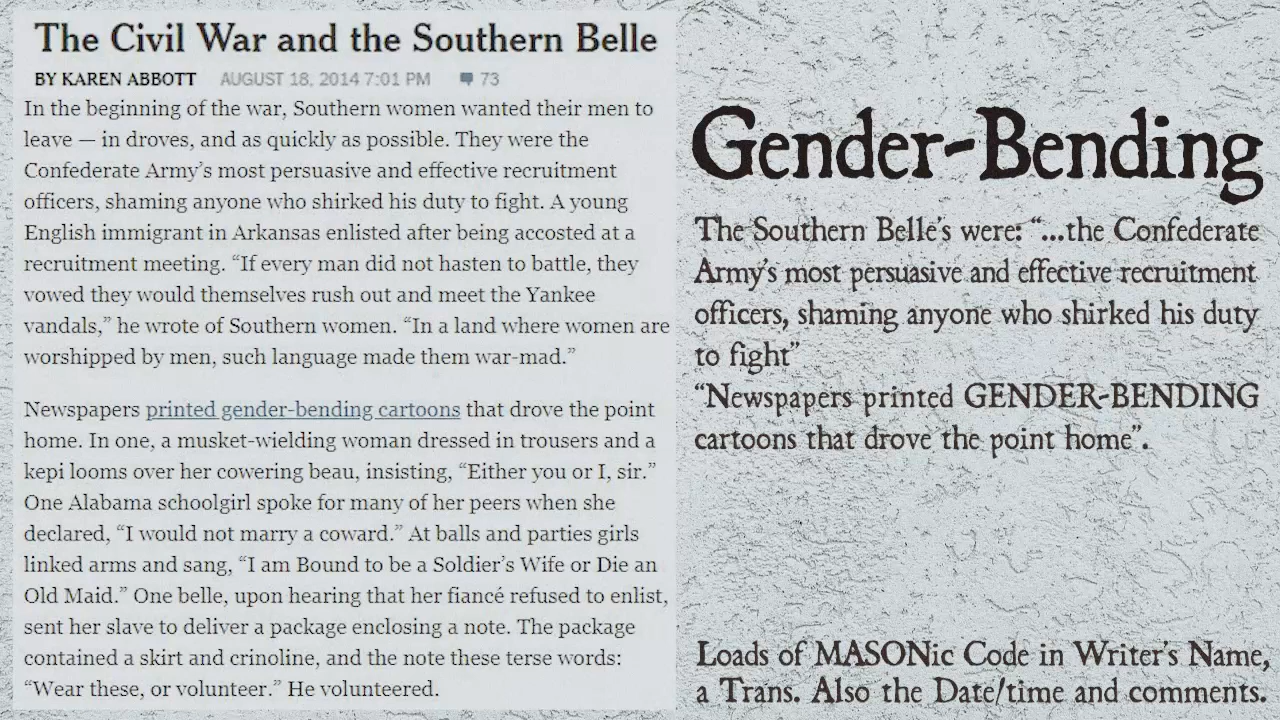 The Civil War and the Southern Belle
BY KAREN ABBOTT AUGUST 18, 2014 7:01 PM 73
In the beginning of the war, Southern women wanted their men to
leave — in droves, and as quickly as possible. They were the
Confederate Army’s most persuasive and effective recruitment
officers, shaming anyone who shirked his duty to fight. A young
English immigrant in Arkansas enlisted after being accosted at a
recruitment meeting. “If every man did not hasten to battle, they
vowed they would themselves rush out and meet the Yankee
vandals,” he wrote of Southern women. “In a land where women are
worshipped by men, such language made them war-mad.”
Newspapers printed gender-bending cartoons that drove the point
home. In one, a musket-wielding woman dressed in trousers and a
kepi looms over her cowering beau, insisting, “Either you or I, sir.”
One Alabama schoolgirl spoke for many of her peers when she
declared, “I would not marry a coward.” At balls and parties girls
linked arms and sang, “I am Bound to be a Soldier’s Wife or Die an
Old Maid.” One belle, upon hearing that her fiancé refused to enlist,
sent her slave to deliver a package enclosing a note. The package
contained a skirt and crinoline, and the note these terse words:
“Wear these, or volunteer.” He volunteered.
Gender-Bending
The Southern Belle’s were: “...the Confederate
Army’s most persuasive and effective recruitment
officers, shaming anyone who shirked his duty
to fight”
“Newspapers printed GENDER-BENDING
cartoons that drove the point home”.
Loads of MASONic Code in Writer’s Name,
a Trans. Also the Date/time and comments.